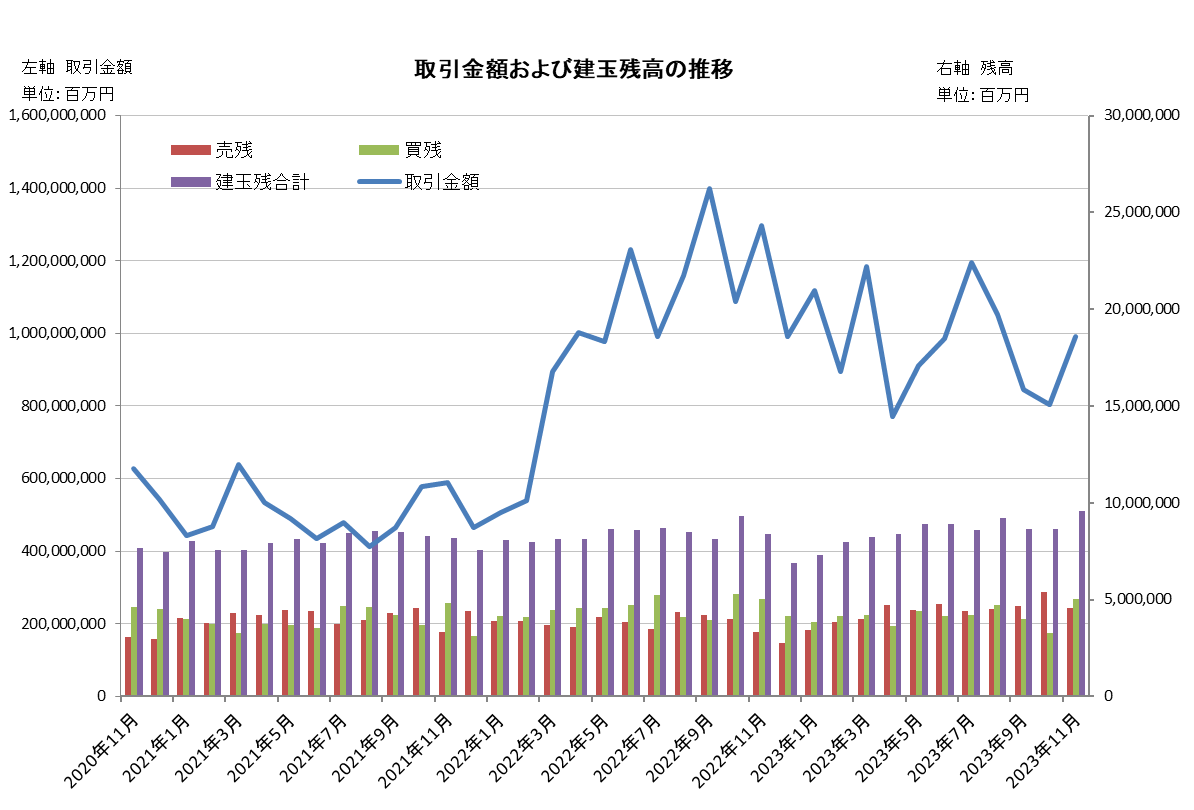 取引金額および建玉残高の推移
左軸 取引金額
単位: 百万円
右軸 残高
単位: 百万円
売残
買残
建玉残合計
取引金額
1,600,000,000
1,400,000,000
1,200,000,000
1,000,000,000
800,000,000
600,000,000
400,000,000
200,000,000
0
30,000,000
25,000,000
20,000,000
15,000,000
10,000,000
5,000,000
0
2020年11月
2021年1月
2021年3月
2021年5月
2021年7月
2021年9月
2021年11月
2022年1月
2022年3月
2022年5月
2022年7月
2022年9月
2022年11月
2023年1月
2023年3月
2023年5月
2023年7月
2023年9月
2023年11月